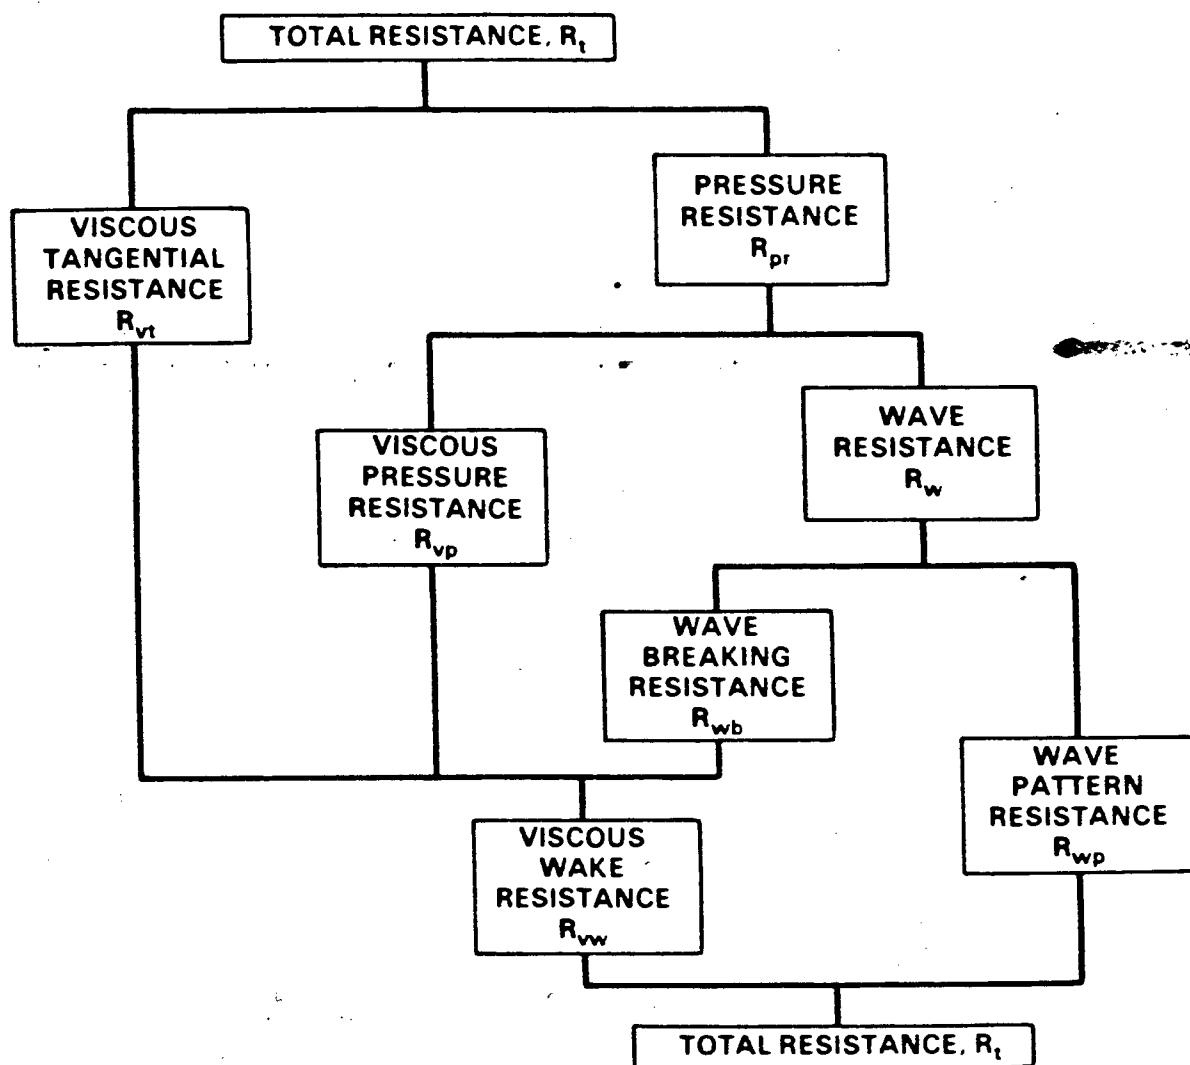 TOTAL RESISTANCE, Rt
PRESSURE
RESISTANCE
Rpr
VISCOUS
TANGENTIAL
RESISTANCE
Rvt
WAVE
RESISTANCE
Rw
VISCOUS
PRESSURE
RESISTANCE
Rvp
WAVE
BREAKING
RESISTANCE
Rwb
WAVE
PATTERN
RESISTANCE
Rwp
VISCOUS
WAKE
RESISTANCE
Rvw
TOTAL RESISTANCE, Rt